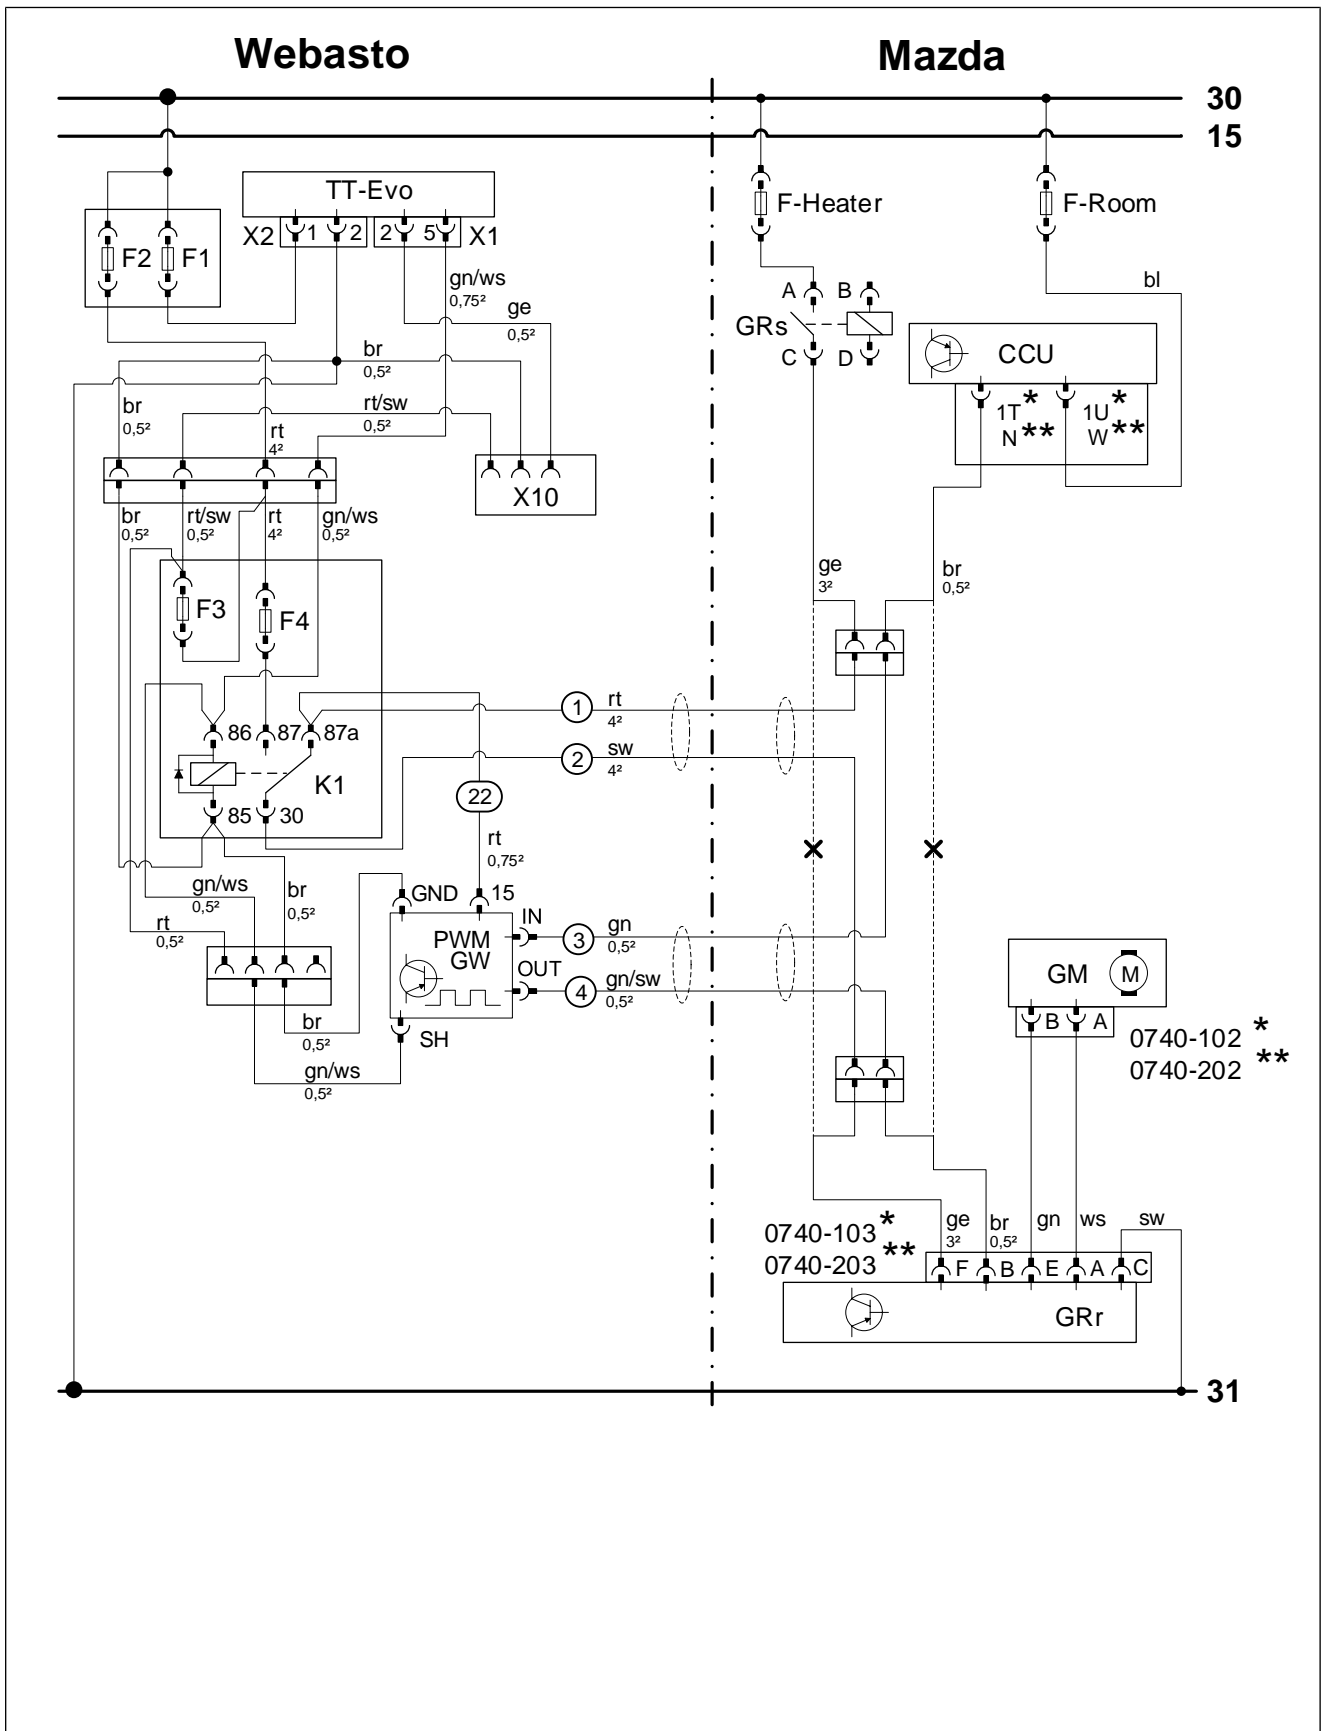 Webasto
Mazda
30
15
TT-Evo
X2 1 2 2 5 X1
F2 F1
F-Heater
F-Room
gn/ws
0,75²
ge
0,5²
bl
A B
GRs
C D
CCU
br
0,5²
br
0,5²
rt/sw
0,5²
rt
4²
1T *
N **
1U *
W **
X10
br
0,5²
rt/sw
0,5²
rt
4²
gn/ws
0,5²
ge
3²
br
0,5²
F3
F4
1 rt
4²
86 87 87a
2 sw
4²
K1
85 30
22
rt
0,75²
gn/ws
0,5²
br
0,5²
rt
0,5²
GND 15
IN
PWM
GW
3 gn
0,5²
OUT
4 gn/sw
0,5²
GM M
B A
br
0,5²
SH
gn/ws
0,5²
0740-102 *
0740-202 **
0740-103 *
0740-203 **
ge
3²
br
0,5²
gn
ws
sw
F B E A C
GRr
31